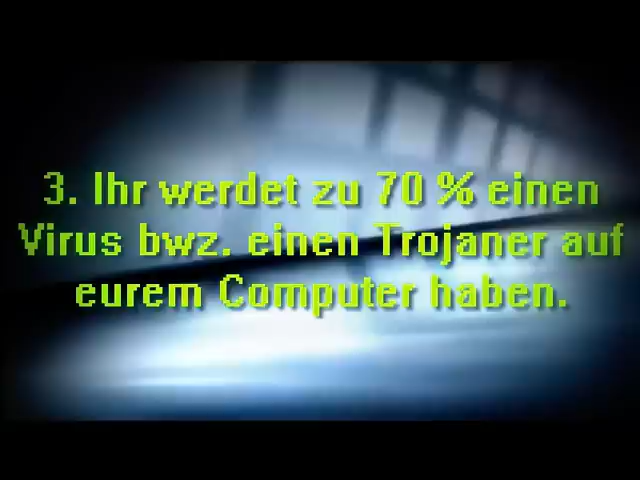 3. Ihr werdet zu 70 % einen
Virus bwz. einen Trojaner auf
eurem Computer haben.